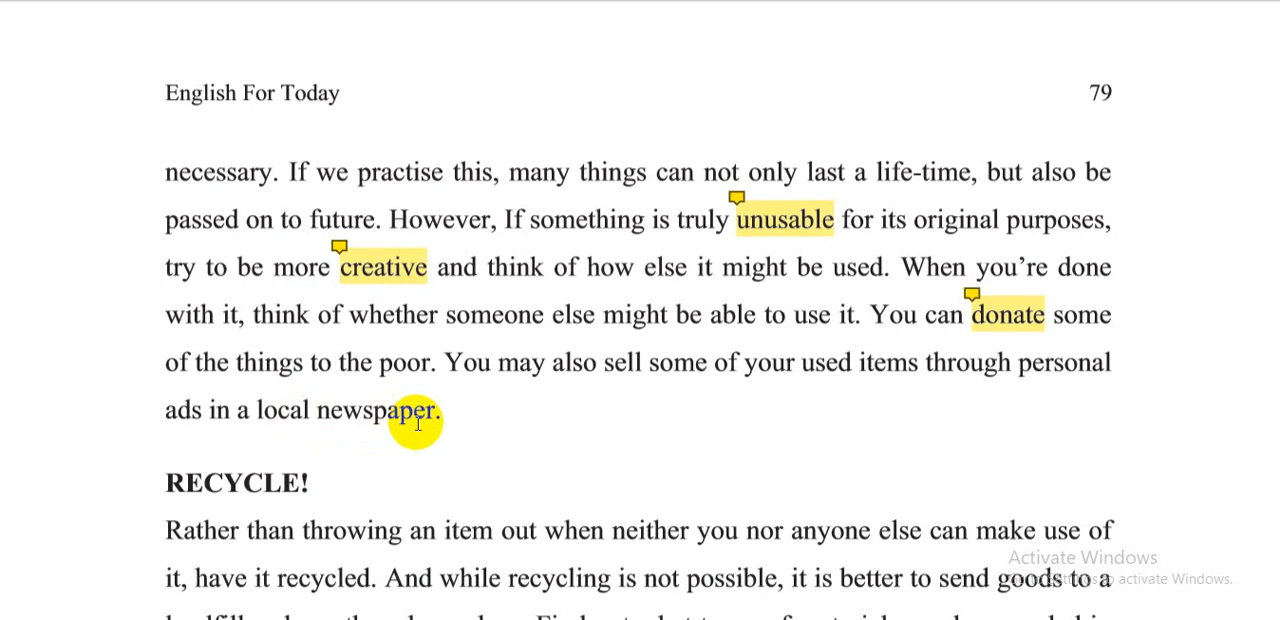 English For Today 79
necessary. If we practise this, many things can not only last a life-time, but also be
passed on to future. However, If something is truly unusable for its original purposes,
try to be more creative and think of how else it might be used. When you’re done
with it, think of whether someone else might be able to use it. You can donate some
of the things to the poor. You may also sell some of your used items through personal
ads in a local newspaper.
RECYCLE!
Rather than throwing an item out when neither you nor anyone else can make use of
Activate Windows
it, have it recycled. And while recycling is not possible, it is better to send goods to a
activate Windows.